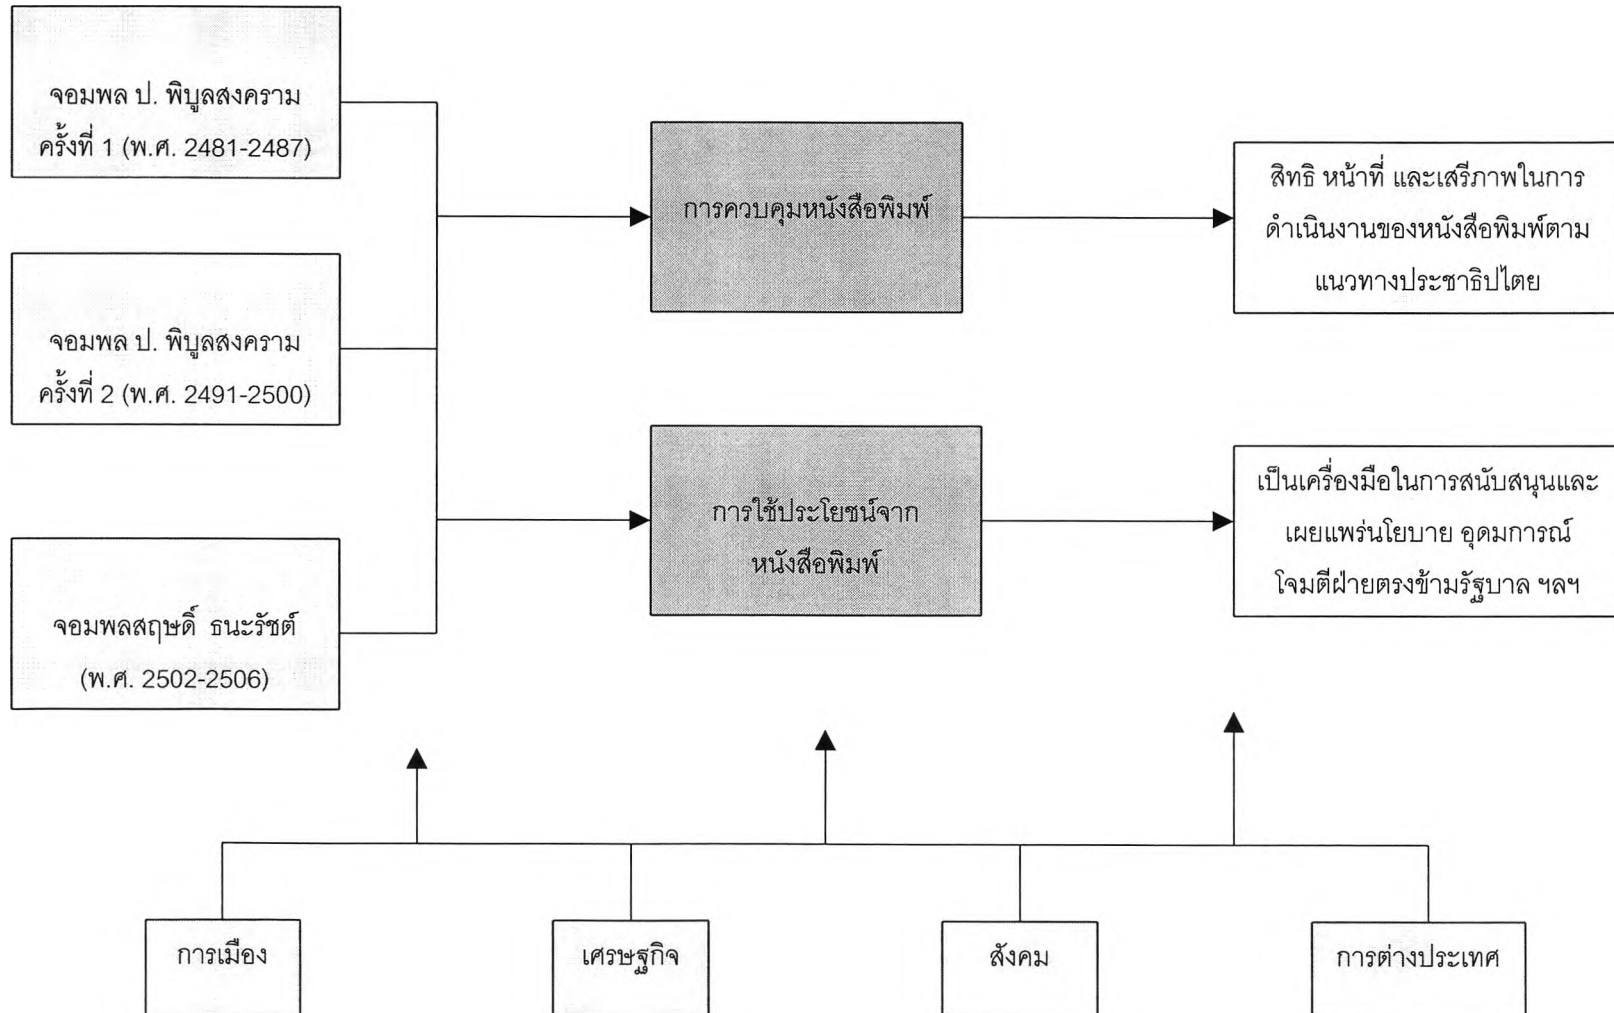 จอมพล ป. พิบูลสงคราม
ครั้งที่ 1 (พ.ศ. 2481-2487)
การควบคุมหนังสือพิมพ์
สิทธิ หน้าที่ และเสรีภาพในการ
ดำเนินงานของหนังสือพิมพ์ตาม
แนวทางประชาธิปไตย
จอมพล ป. พิบูลสงคราม
ครั้งที่ 2 (พ.ศ. 2491-2500)
การใช้ประโยชน์จาก
หนังสือพิมพ์
เป็นเครื่องมือในการสนับสนุนและ
เผยแพร่นโยบาย อุดมการณ์
โจมตีฝ่ายตรงข้ามรัฐบาล ฯลฯ
จอมพลสฤษดิ์ ธนะรัชต์
(พ.ศ. 2502-2506)
การเมือง
เศรษฐกิจ
สังคม
การต่างประเทศ